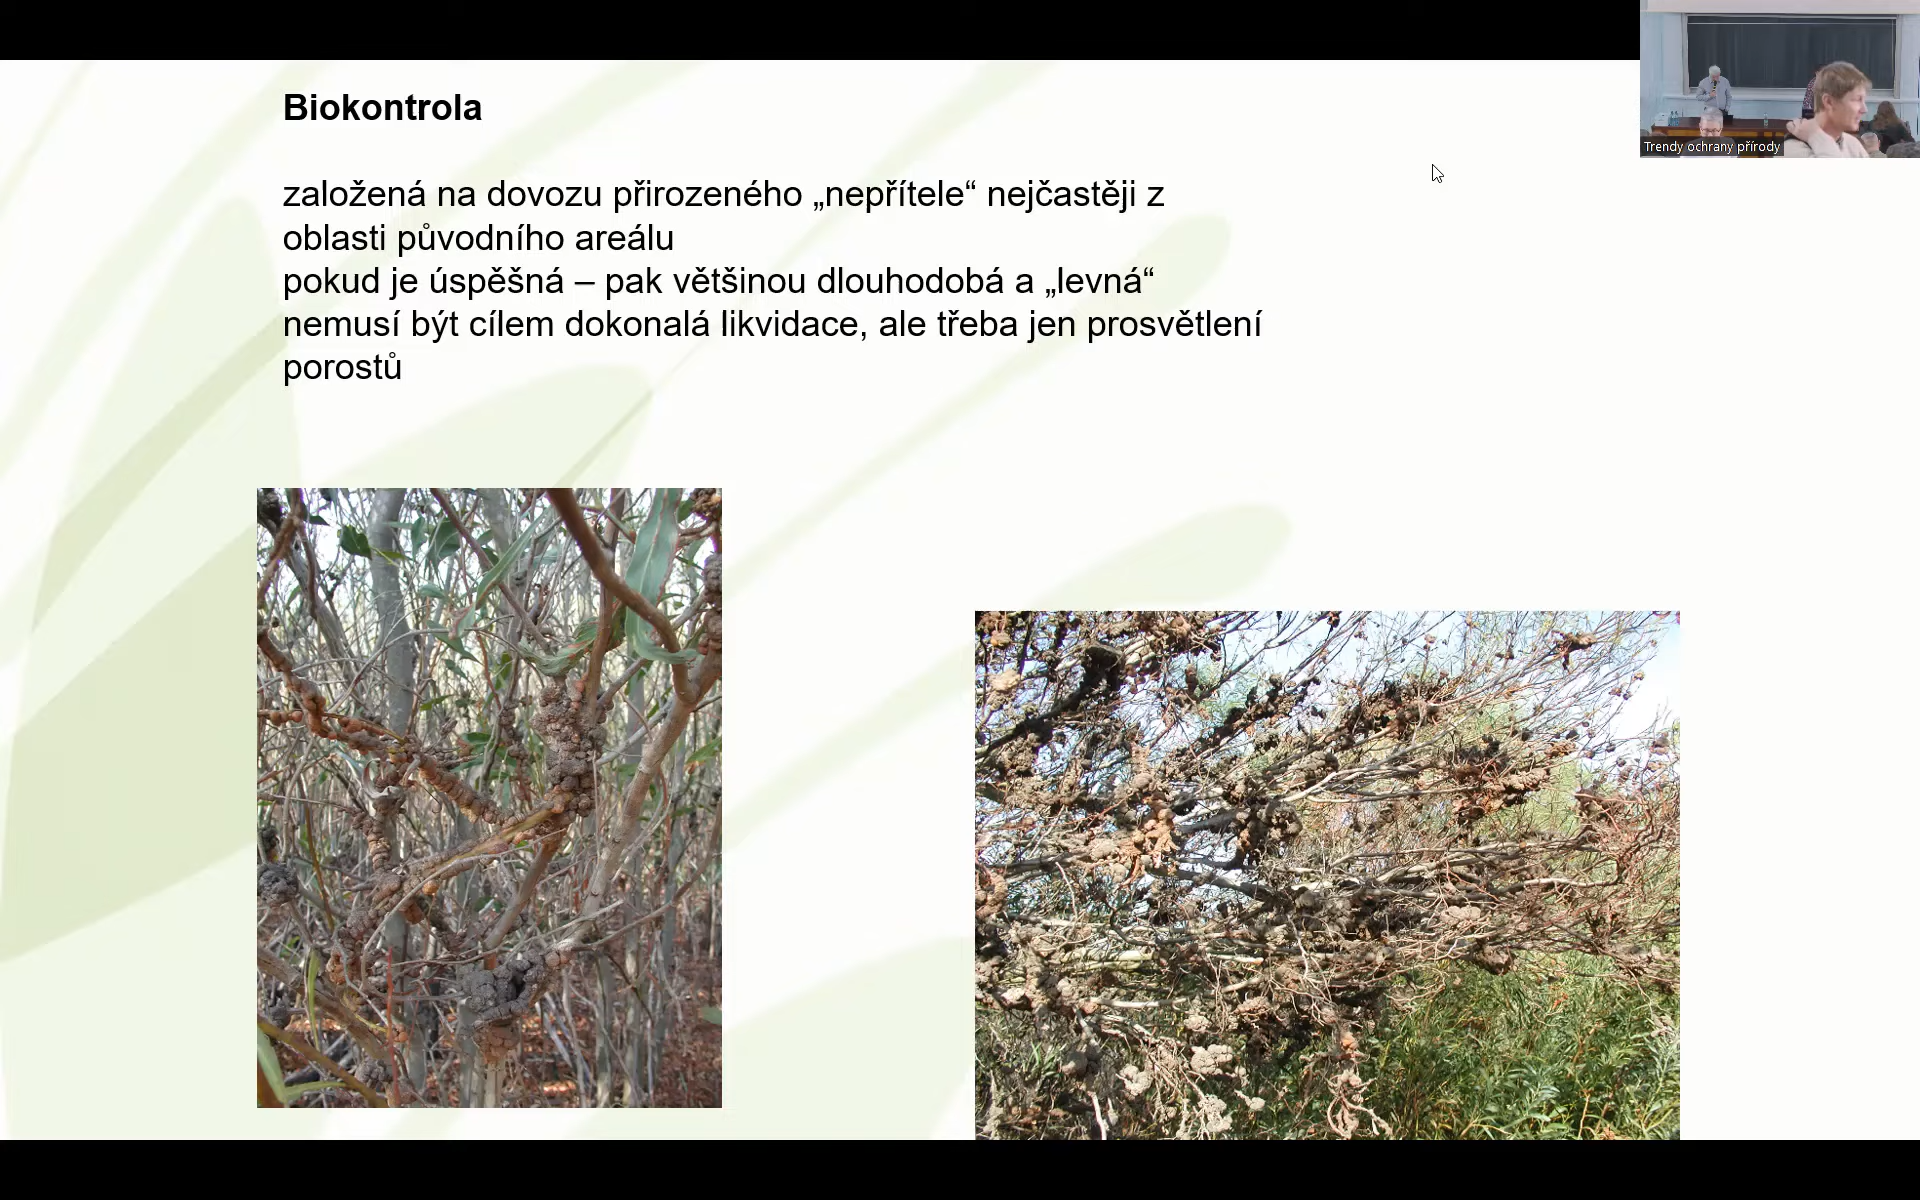 Biokontrola
založená na dovozu přirozeného „nepřítele“ nejčastěji z
oblasti původního areálu
pokud je úspěšná – pak většinou dlouhodobá a „levná“
nemusí být cílem dokonalá likvidace, ale třeba jen prosvětlení
porostů
Trendy ochrany přírody